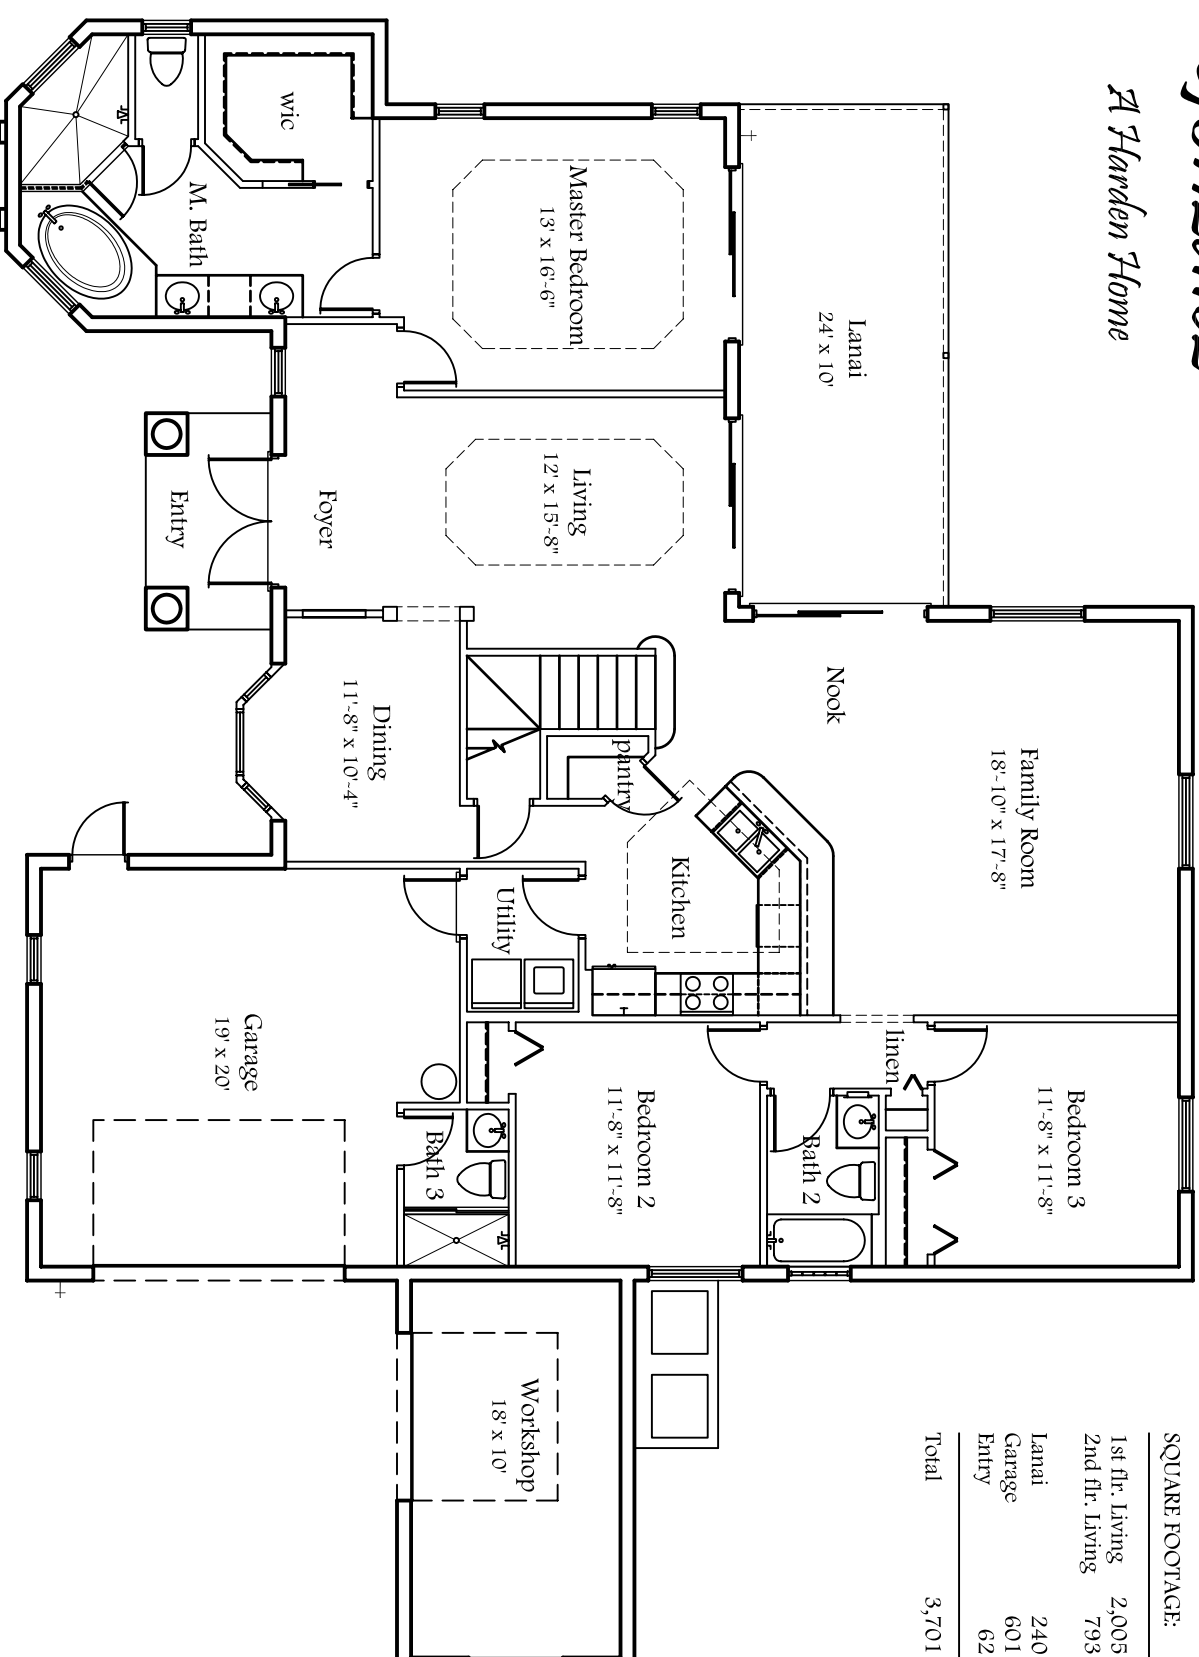 A Harden Home
SQUARE FOOTAGE:
1st flr. Living 2,005
2nd flr. Living 793
Lanai 240
Garage 601
Entry 62
Total 3,701
Family Room
18'-10" x 17'-8"
Bedroom 3
11'-8" x 11'-8"
linen
Nook
Lanai
24' x 10'
Bath 2
Kitchen
pantry
Bedroom 2
11'-8" x 11'-8"
Master Bedroom
13' x 16'-6"
Living
12' x 15'-8"
Utility
Workshop
18' x 10'
Bath 3
Dining
11'-8" x 10'-4"
Foyer
wic
M. Bath
Garage
19' x 20'
Entry